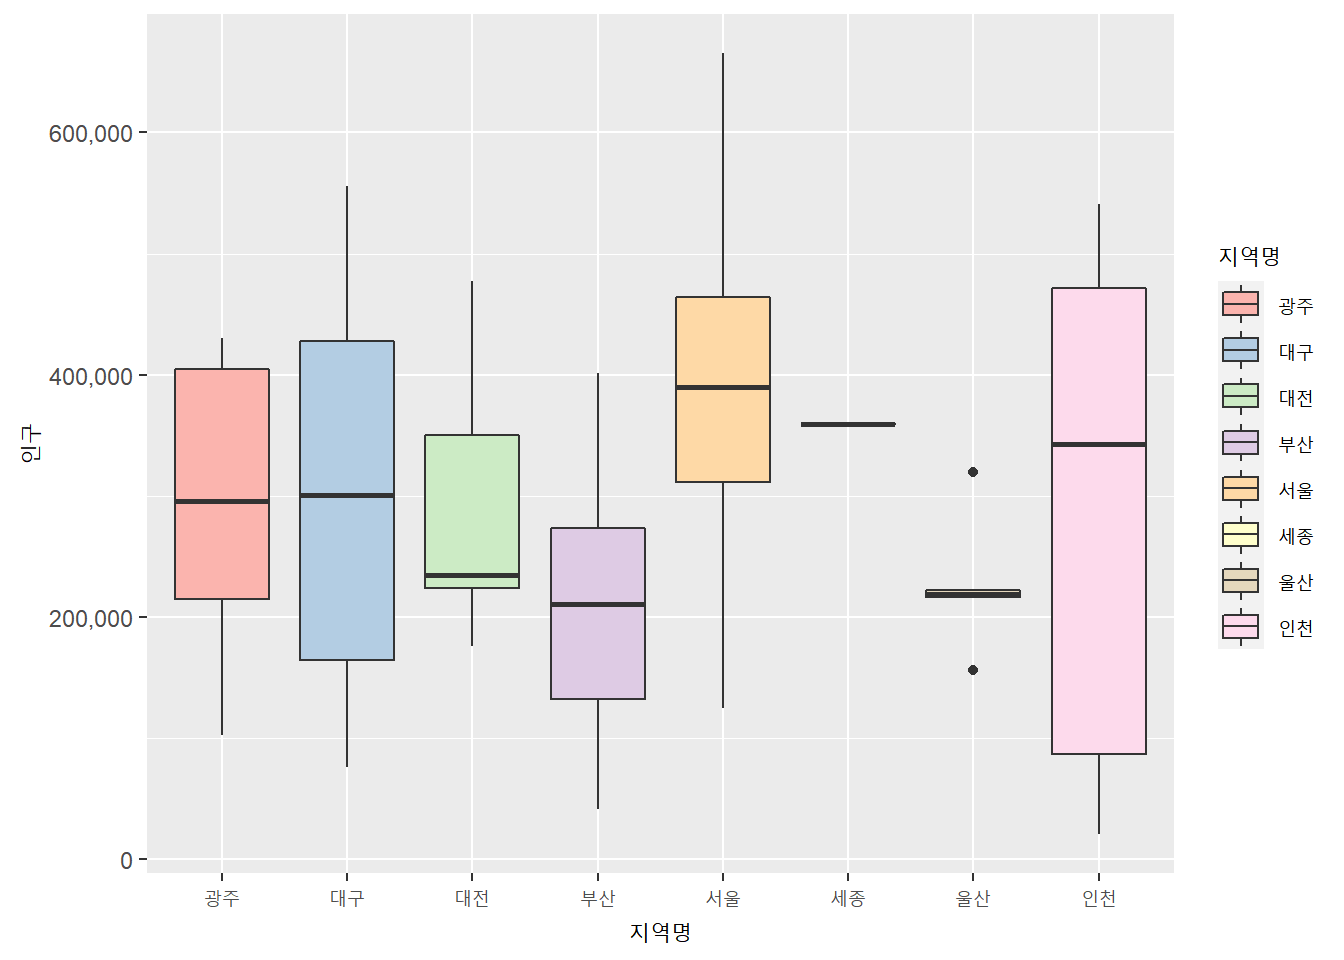 600,000
400,000
200,000
0
인구
광주 대구 대전 부산 서울 세종 울산 인천
지역명
지역명
광주
대구
대전
부산
서울
세종
울산
인천